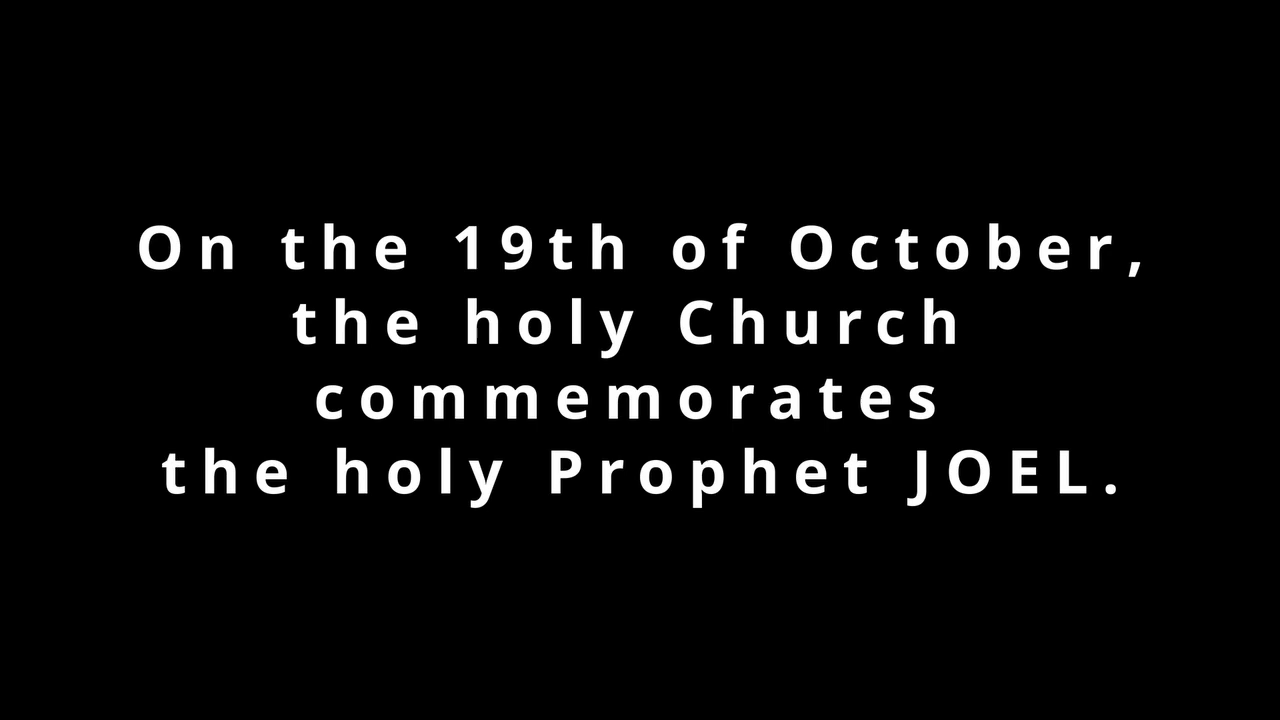 On the 19th of October,
the holy Church
commemorates
the holy Prophet JOEL.